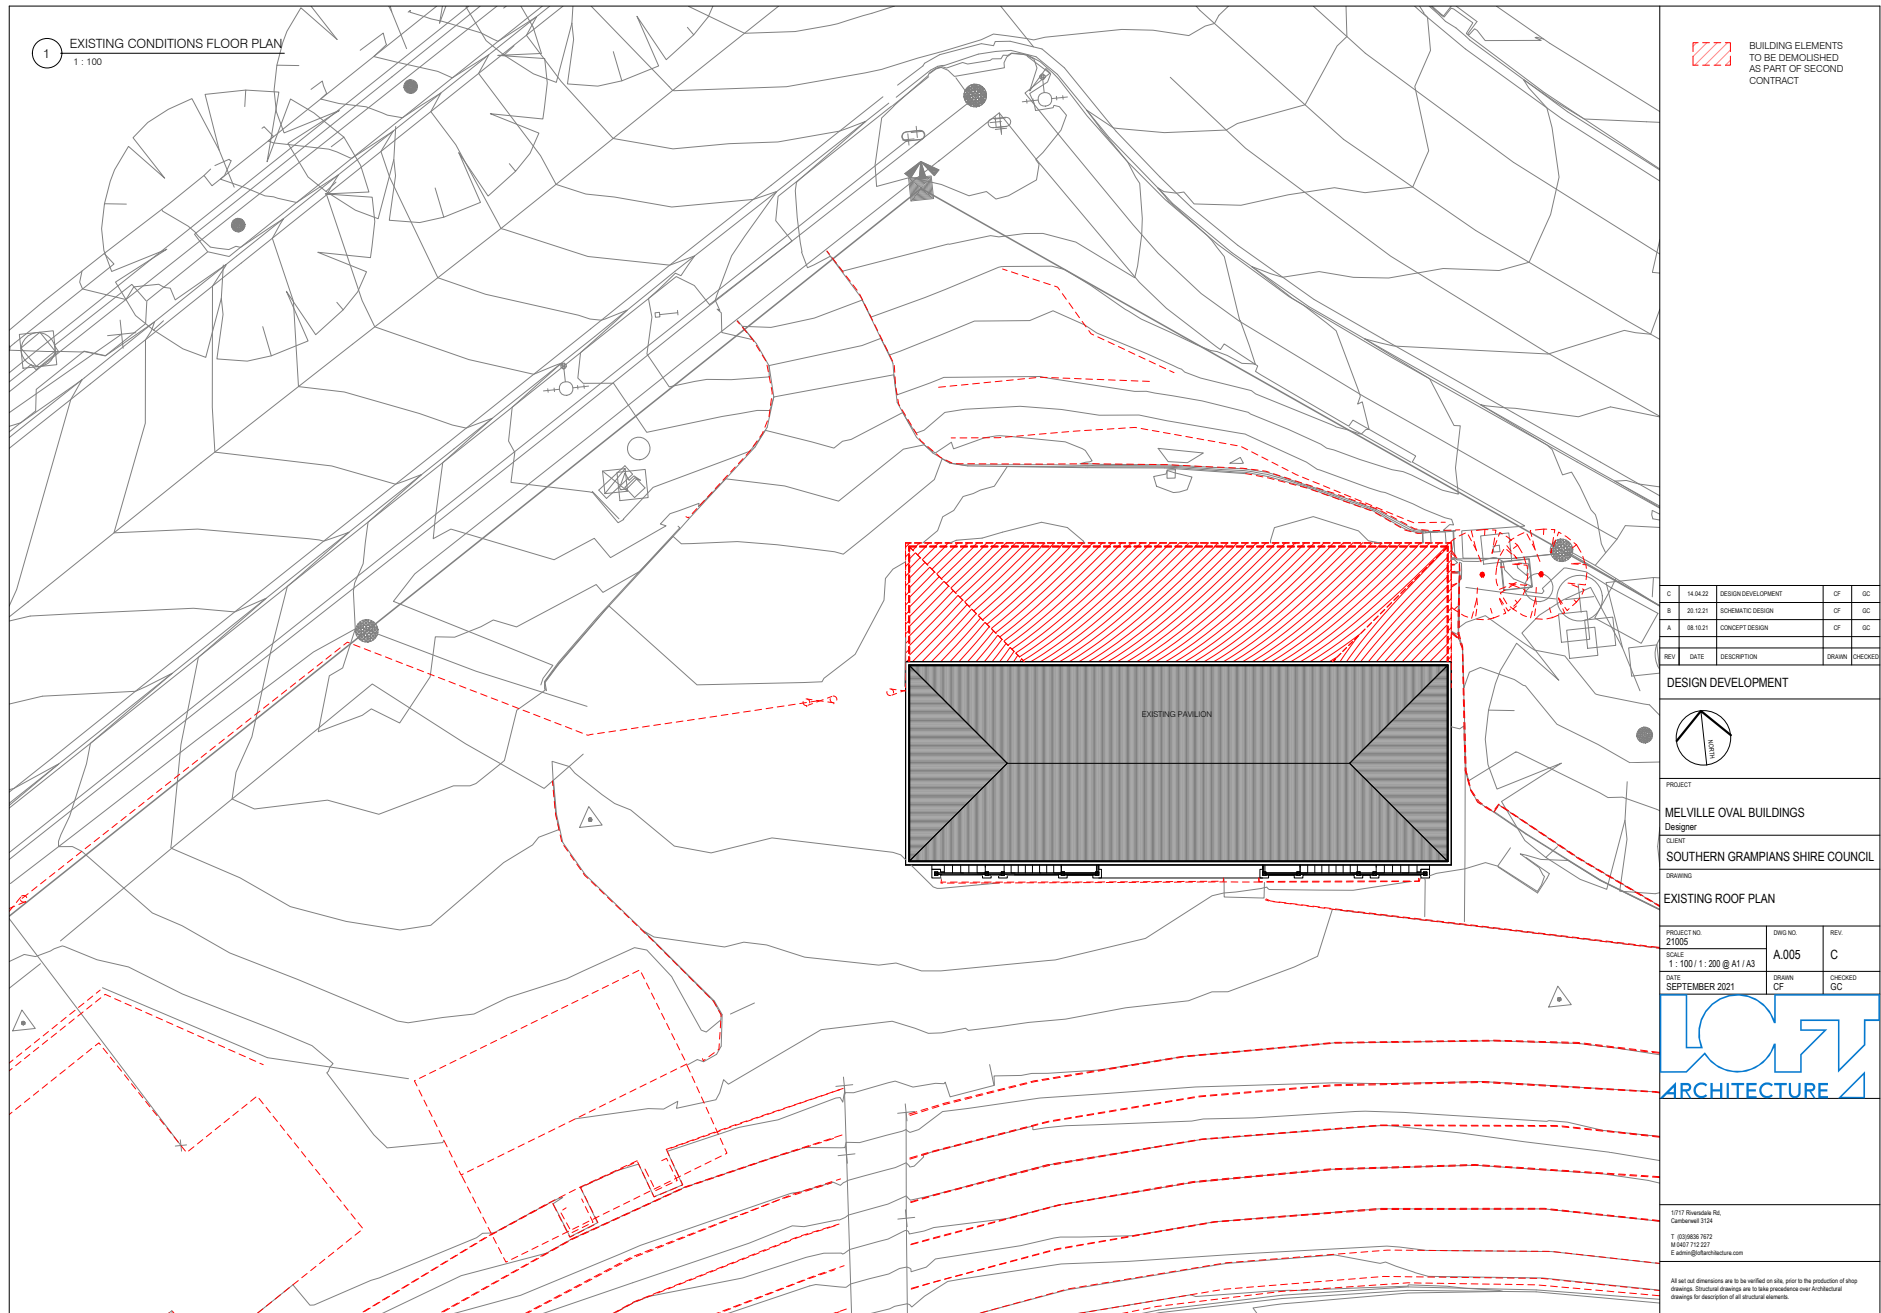 1
EXISTING CONDITIONS FLOOR PLAN
1 : 100
EXISTING PAVILION
BUILDING ELEMENTS
TO BE DEMOLISHED
AS PART OF SECOND
CONTRACT
C 14.04.22 DESIGN DEVELOPMENT CF GC
B 20.12.21 SCHEMATIC DESIGN CF GC
A 08.10.21 CONCEPT DESIGN CF GC
REV DATE DESCRIPTION DRAWN CHECKED
DESIGN DEVELOPMENT
NORTH
PROJECT
MELVILLE OVAL BUILDINGS
Designer
CLIENT
SOUTHERN GRAMPIANS SHIRE COUNCIL
DRAWING
EXISTING ROOF PLAN
PROJECT NO. DWG NO. REV.
21005
A.005 C
SCALE
1 : 100 / 1 : 200 @ A1 / A3
DATE DRAWN CHECKED
SEPTEMBER 2021 CF GC
LOFT
ARCHITECTURE
1/717 Riversdale Rd,
Camberwell 3124
T (03)9836 7672
M 0407 712 227
E admin@loftarchitecture.com
All set out dimensions are to be verified on site, prior to the production of shop
drawings. Structural drawings are to take precedence over Architectural
drawings for description of all structural elements.